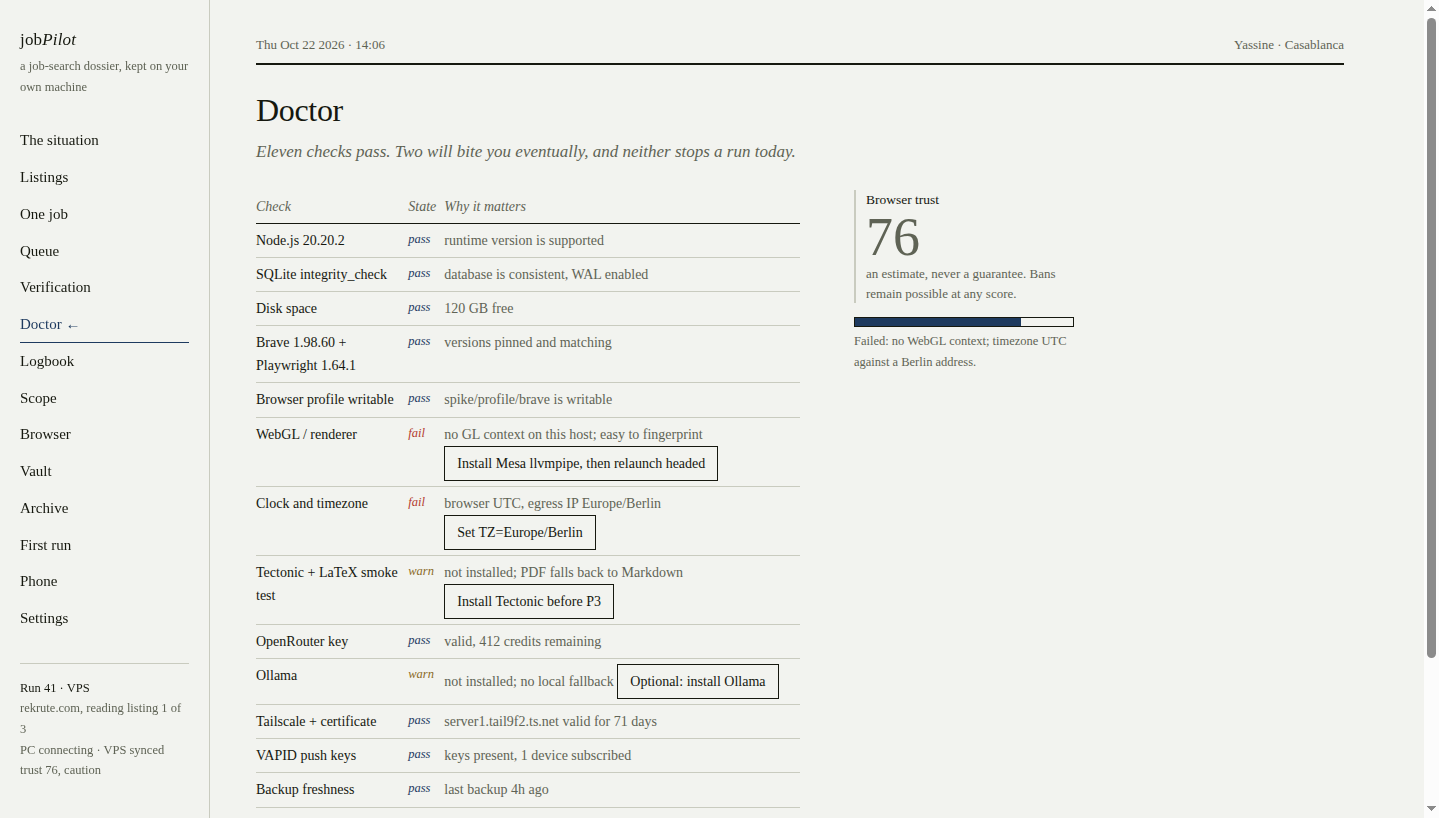 jobPilot
a job-search dossier, kept on your
own machine
The situation
Listings
One job
Queue
Verification
Doctor ←
Logbook
Scope
Browser
Vault
Archive
First run
Phone
Settings
Run 41 · VPS
rekrute.com, reading listing 1 of
3
PC connecting · VPS synced
trust 76, caution
Thu Oct 22 2026 · 14:06
Yassine · Casablanca
Doctor
Eleven checks pass. Two will bite you eventually, and neither stops a run today.
Check State Why it matters
Node.js 20.20.2 pass runtime version is supported
SQLite integrity_check pass database is consistent, WAL enabled
Disk space pass 120 GB free
Brave 1.98.60 + pass versions pinned and matching
Playwright 1.64.1
Browser profile writable pass spike/profile/brave is writable
WebGL / renderer fail no GL context on this host; easy to fingerprint
Install Mesa llvmpipe, then relaunch headed
Clock and timezone fail browser UTC, egress IP Europe/Berlin
Set TZ=Europe/Berlin
Tectonic + LaTeX smoke warn not installed; PDF falls back to Markdown
test
Install Tectonic before P3
OpenRouter key pass valid, 412 credits remaining
Ollama warn not installed; no local fallback Optional: install Ollama
Tailscale + certificate pass server1.tail9f2.ts.net valid for 71 days
VAPID push keys pass keys present, 1 device subscribed
Backup freshness pass last backup 4h ago
Browser trust
76
an estimate, never a guarantee. Bans
remain possible at any score.
Failed: no WebGL context; timezone UTC
against a Berlin address.